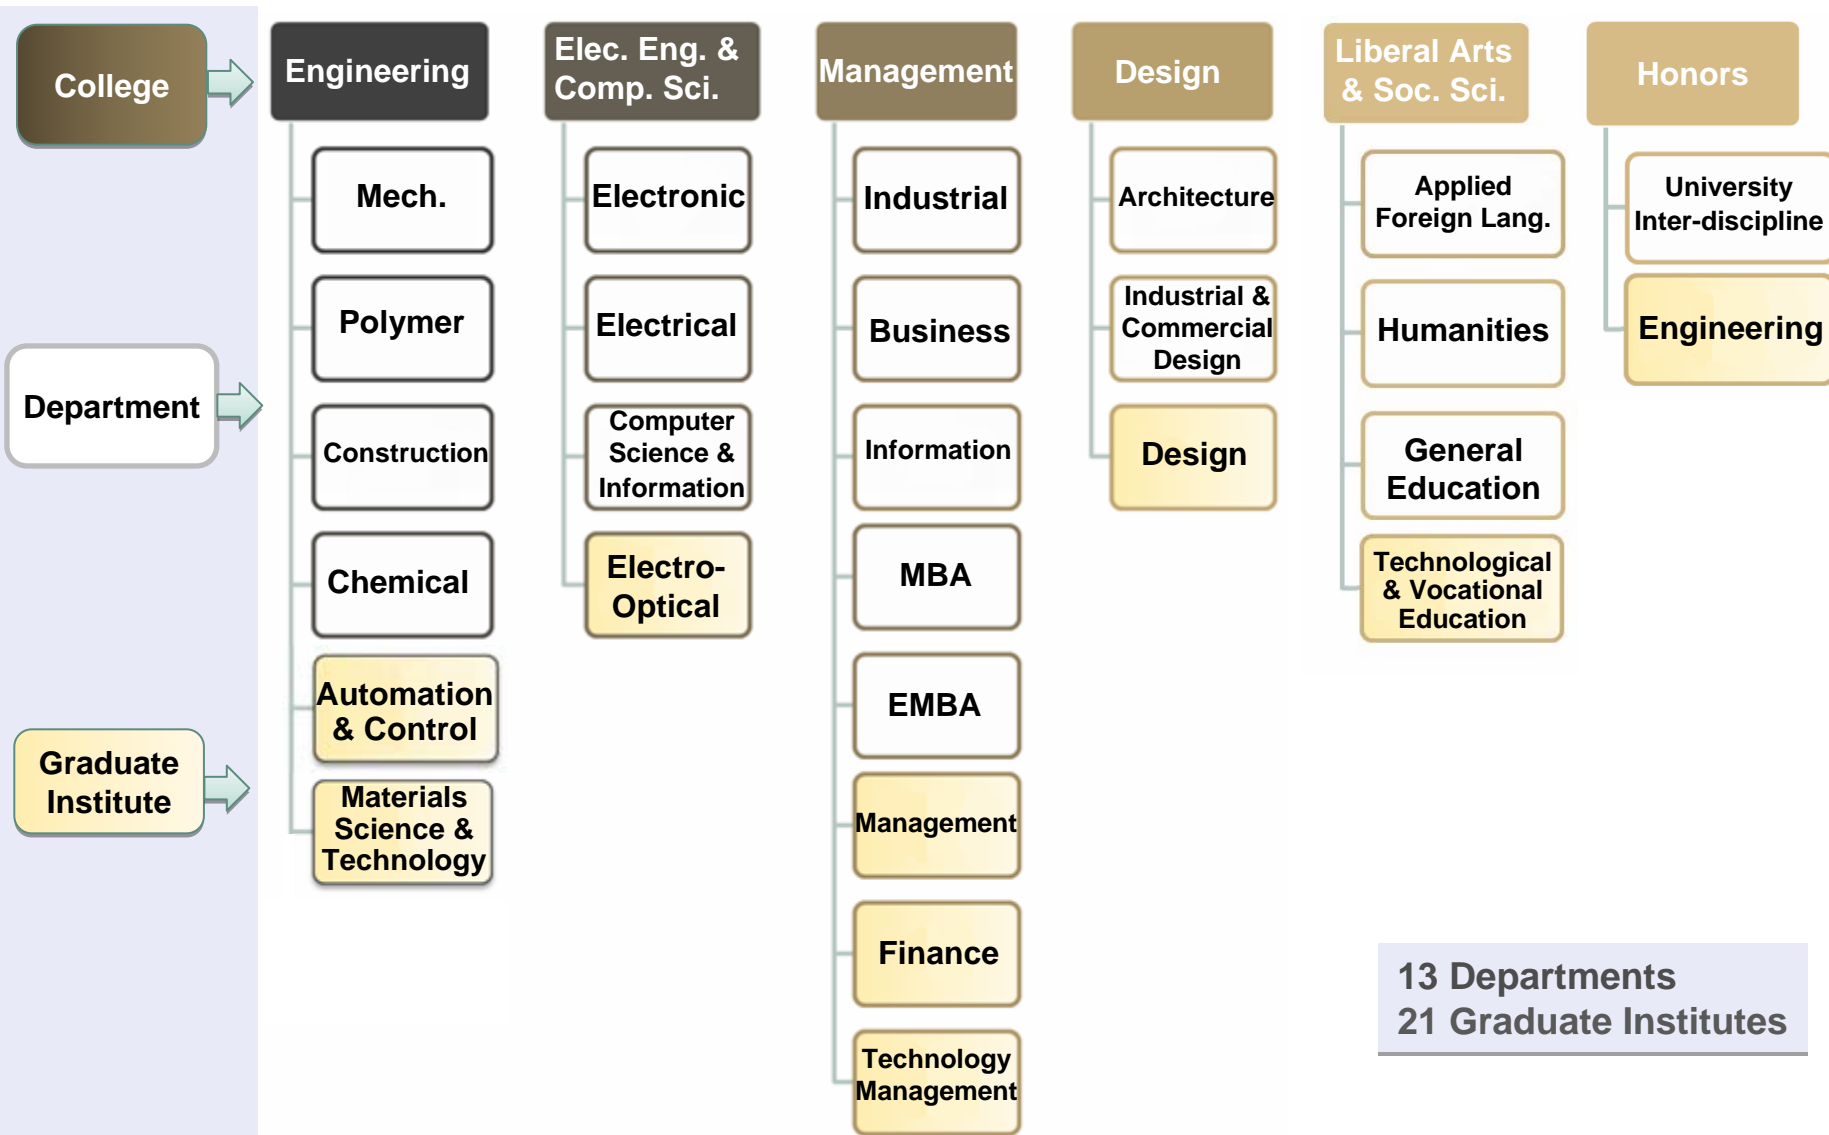 College
Department
Graduate
Institute
Engineering
Mech.
Polymer
Construction
Chemical
Automation
& Control
Materials
Science &
Technology
Elec. Eng. &
Comp. Sci.
Electronic
Electrical
Computer
Science &
Information
Electro-
Optical
Management
Industrial
Business
Information
MBA
EMBA
Management
Finance
Technology
Management
Design
Architecture
Industrial &
Commercial
Design
Design
Liberal Arts
& Soc. Sci.
Applied
Foreign Lang.
Humanities
General
Education
Technological
& Vocational
Education
Honors
University
Inter-discipline
Engineering
13 Departments
21 Graduate Institutes